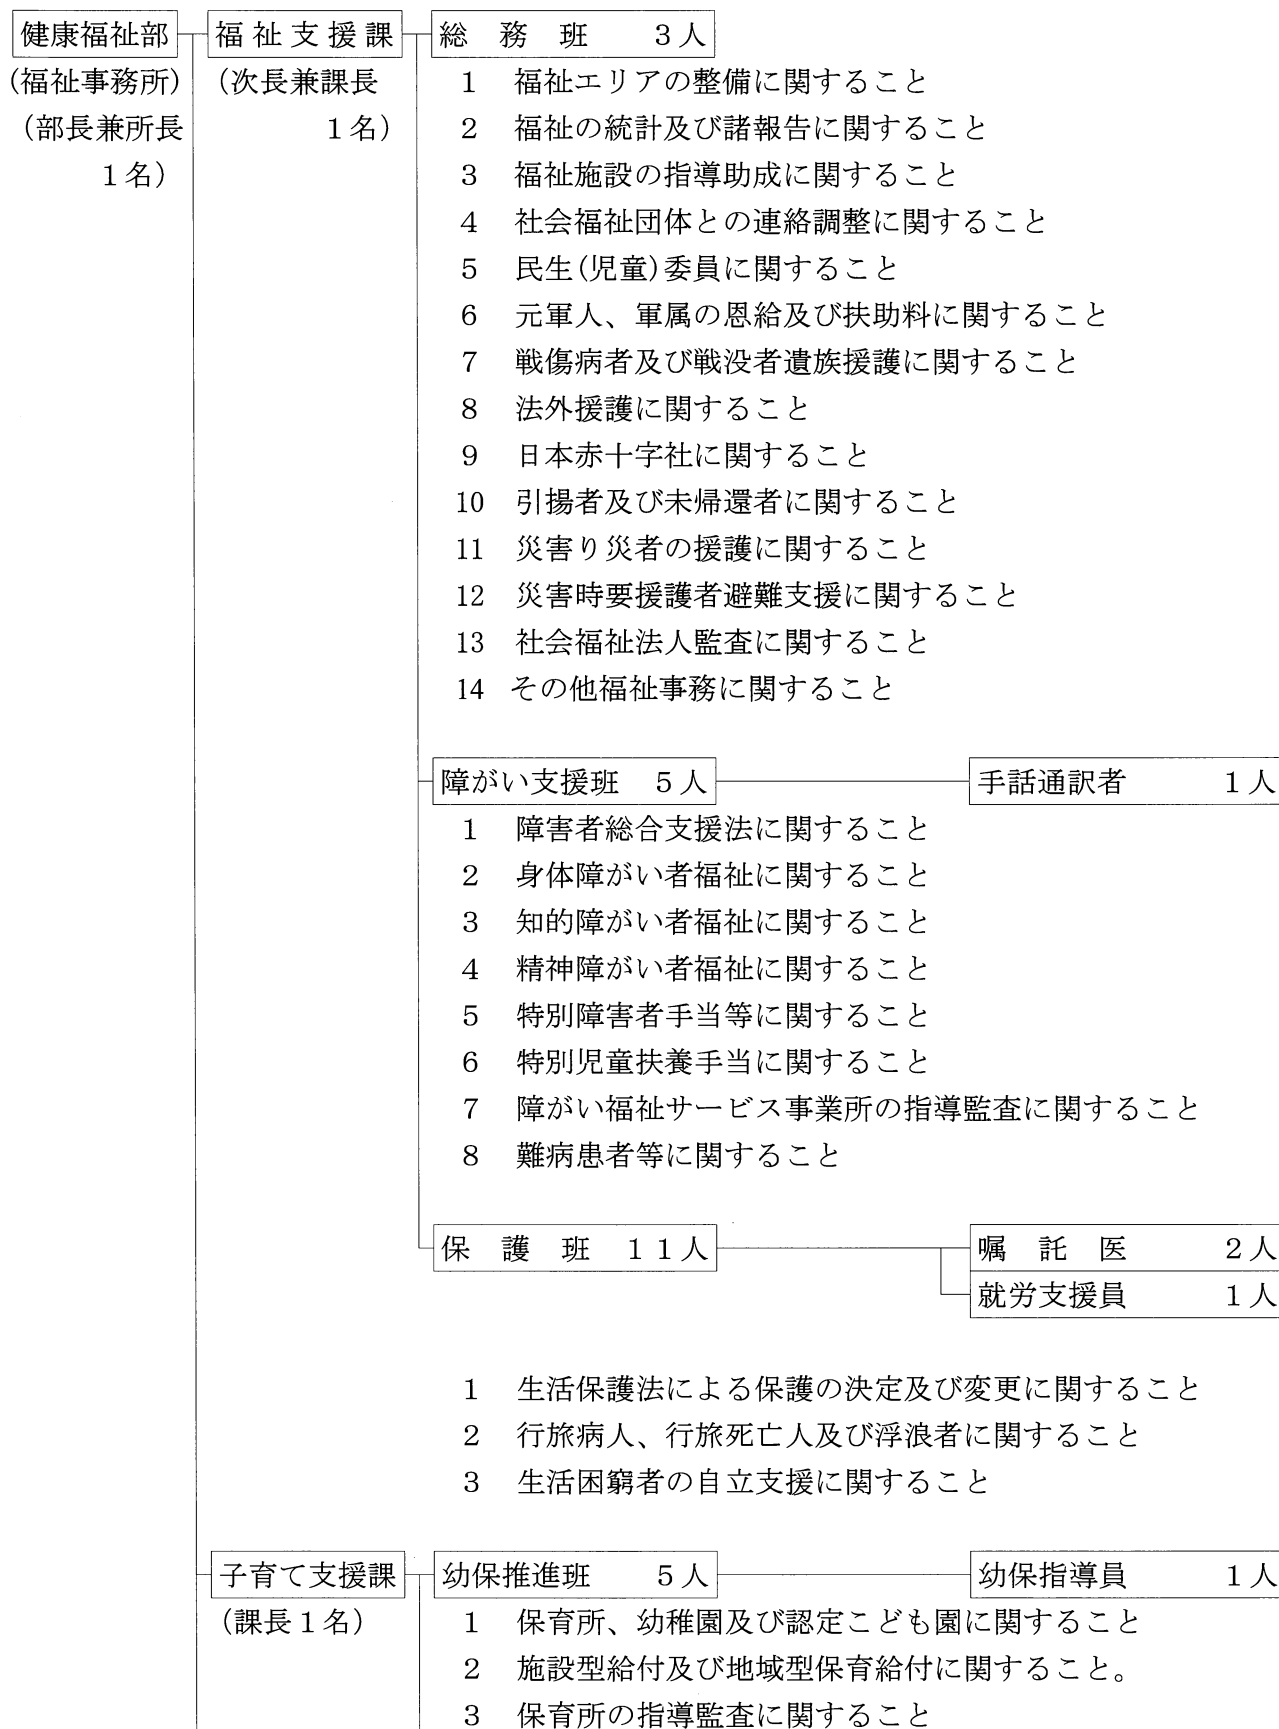 健康福祉部 福祉支援課 総務班 3人
(福祉事務所) (次長兼課長 1 福祉エリアの整備に関すること
(部長兼所長 1名) 2 福祉の統計及び諸報告に関すること
1名) 3 福祉施設の指導助成に関すること
4 社会福祉団体との連絡調整に関すること
5 民生(児童)委員に関すること
6 元軍人、軍属の恩給及び扶助料に関すること
7 戦傷病者及び戦没者遺族援護に関すること
8 法外援護に関すること
9 日本赤十字社に関すること
10 引揚者及び未帰還者に関すること
11 災害り災者の援護に関すること
12 災害時要援護者避難支援に関すること
13 社会福祉法人監査に関すること
14 その他福祉事務に関すること
障がい支援班 5人 手話通訳者 1人
1 障害者総合支援法に関すること
2 身体障がい者福祉に関すること
3 知的障がい者福祉に関すること
4 精神障がい者福祉に関すること
5 特別障害者手当等に関すること
6 特別児童扶養手当に関すること
7 障がい福祉サービス事業所の指導監査に関すること
8 難病患者等に関すること
保護班 11人 嘱託医 2人
就労支援員 1人
1 生活保護法による保護の決定及び変更に関すること
2 行旅病人、行旅死亡人及び浮浪者に関すること
3 生活困窮者の自立支援に関すること
子育て支援課 幼保推進班 5人 幼保指導員 1人
(課長1名) 1 保育所、幼稚園及び認定こども園に関すること
2 施設型給付及び地域型保育給付に関すること。
3 保育所の指導監査に関すること